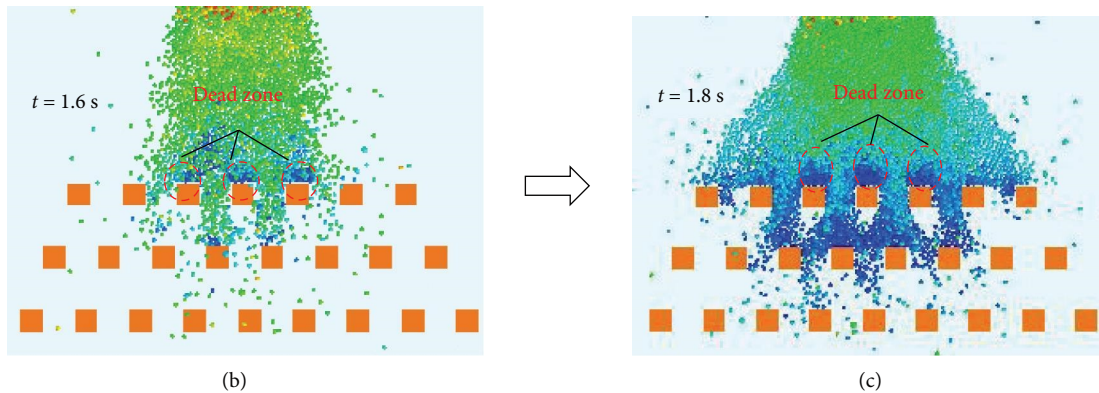 t = 1.6 s
Dead zone
t = 1.8 s
Dead zone
(b)
(c)